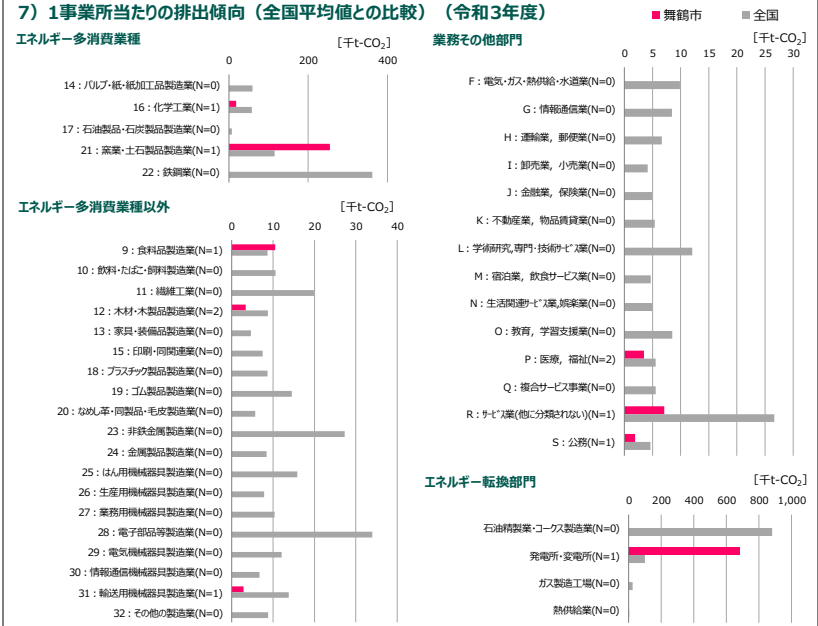 7）1事業所当たりの排出傾向（全国平均値との比較）（令和3年度）
■舞鶴市 ■全国
エネルギー多消費業種
[千t-CO₂]
0 200 400
14：パルプ・紙・紙加工品製造業(N=0)
16：化学工業(N=1)
17：石油製品・石炭製品製造業(N=0)
21：窯業・土石製品製造業(N=1)
22：鉄鋼業(N=0)
エネルギー多消費業種以外
[千t-CO₂]
0 10 20 30 40
9：食料品製造業(N=1)
10：飲料・たばこ・飼料製造業(N=0)
11：繊維工業(N=0)
12：木材・木製品製造業(N=2)
13：家具・装備品製造業(N=0)
15：印刷・同関連業(N=0)
18：プラスチック製品製造業(N=0)
19：ゴム製品製造業(N=0)
20：なめし革・同製品・毛皮製造業(N=0)
23：非鉄金属製造業(N=0)
24：金属製品製造業(N=0)
25：はん用機械器具製造業(N=0)
26：生産用機械器具製造業(N=0)
27：業務用機械器具製造業(N=0)
28：電子部品等製造業(N=0)
29：電気機械器具製造業(N=0)
30：情報通信機械器具製造業(N=0)
31：輸送用機械器具製造業(N=1)
32：その他の製造業(N=0)
業務その他部門
[千t-CO₂]
0 5 10 15 20 25 30
F：電気・ガス・熱供給・水道業(N=0)
G：情報通信業(N=0)
H：運輸業，郵便業(N=0)
I：卸売業，小売業(N=0)
J：金融業，保険業(N=0)
K：不動産業，物品賃貸業(N=0)
L：学術研究,専門・技術ｻｰﾋﾞｽ業(N=0)
M：宿泊業，飲食サービス業(N=0)
N：生活関連ｻｰﾋﾞｽ業,娯楽業(N=0)
O：教育，学習支援業(N=0)
P：医療，福祉(N=2)
Q：複合サービス事業(N=0)
R：ｻｰﾋﾞｽ業(他に分類されない)(N=1)
S：公務(N=1)
エネルギー転換部門
[千t-CO₂]
0 200 400 600 800 1,000
石油精製業・コークス製造業(N=0)
発電所・変電所(N=1)
ガス製造工場(N=0)
熱供給業(N=0)